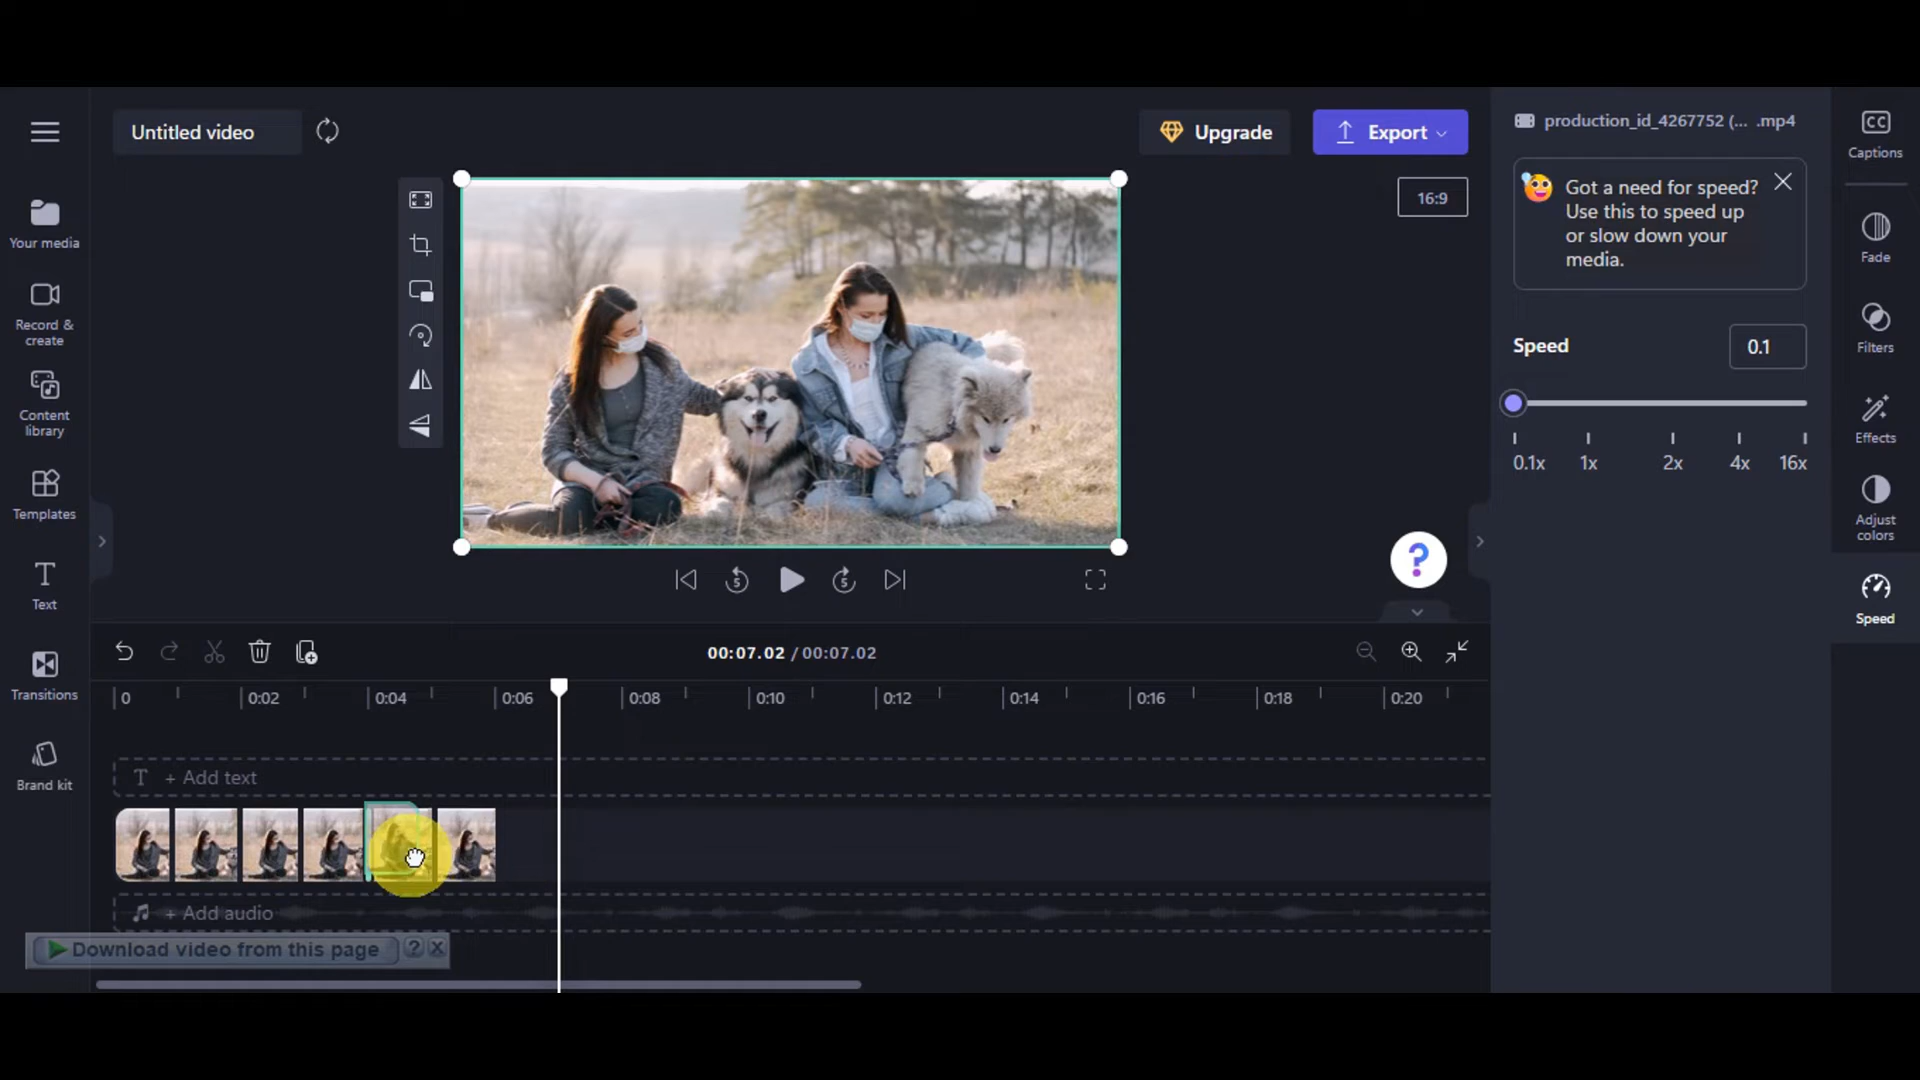 Untitled video
Upgrade
Export
production_id_4267752 (... .mp4
CC
Captions
Got a need for speed?
Use this to speed up
or slow down your
media.
16:9
Your media
Fade
Record &
create
Speed
0.1
Filters
Content
library
Effects
0.1x 1x 2x 4x 16x
Templates
Adjust
colors
Text
5 5
?
Speed
00:07.02 / 00:07.02
Transitions
0 0:02 0:04 0:06 0:08 0:10 0:12 0:14 0:16 0:18 0:20
Brand kit
T + Add text
+ Add audio
Download video from this page ? X